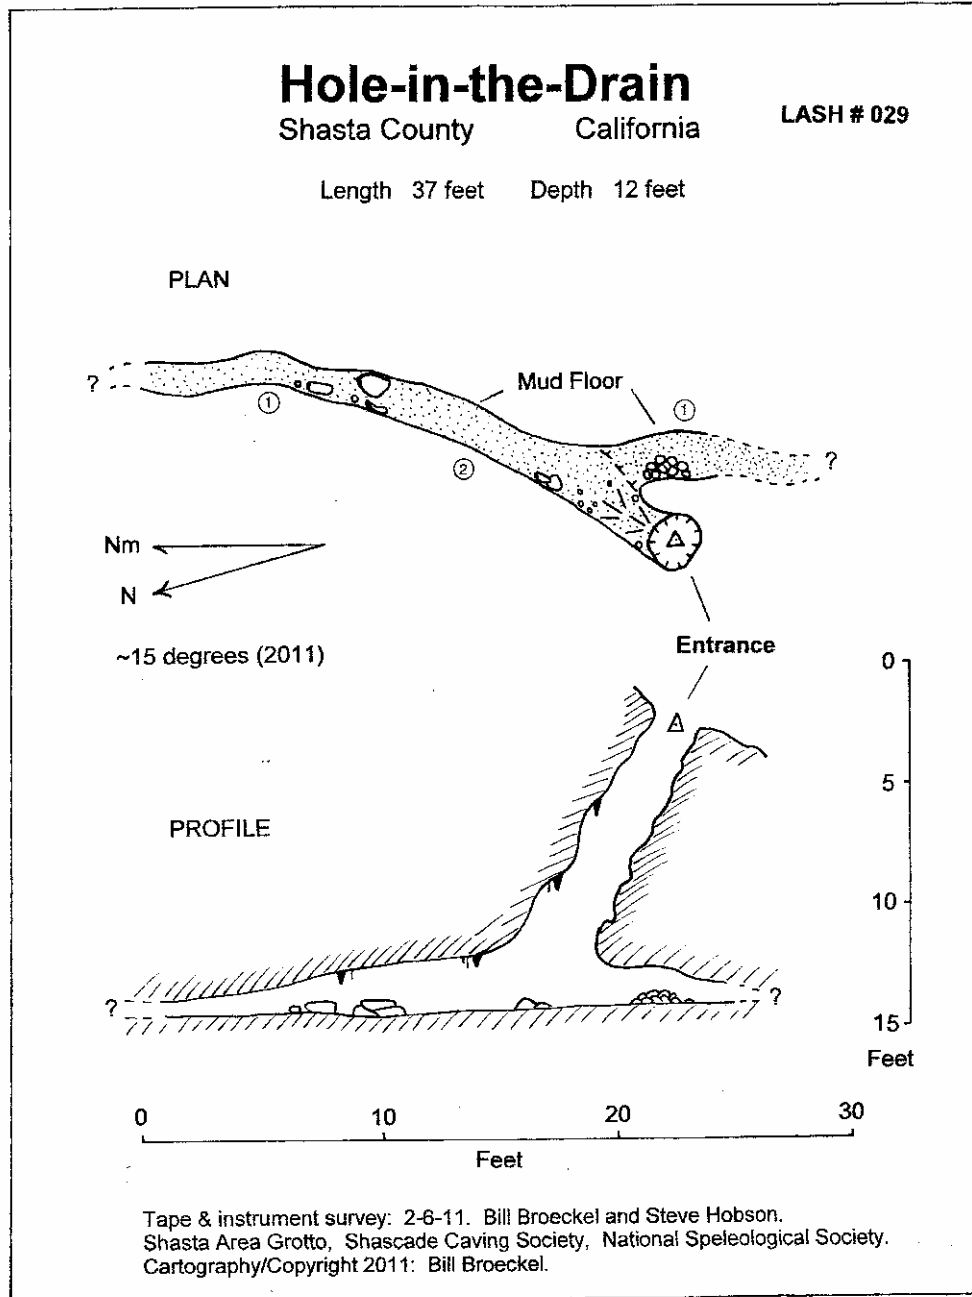 Hole-in-the-Drain
Shasta County California
LASH # 029
Length 37 feet Depth 12 feet
PLAN
?
Mud Floor
1
?
1
2
Nm
N
~15 degrees (2011)
Entrance
0
5
PROFILE
10
?
?
15
Feet
0 10 20 30
Feet
Tape & instrument survey: 2-6-11. Bill Broeckel and Steve Hobson.
Shasta Area Grotto, Shascade Caving Society, National Speleological Society.
Cartography/Copyright 2011: Bill Broeckel.